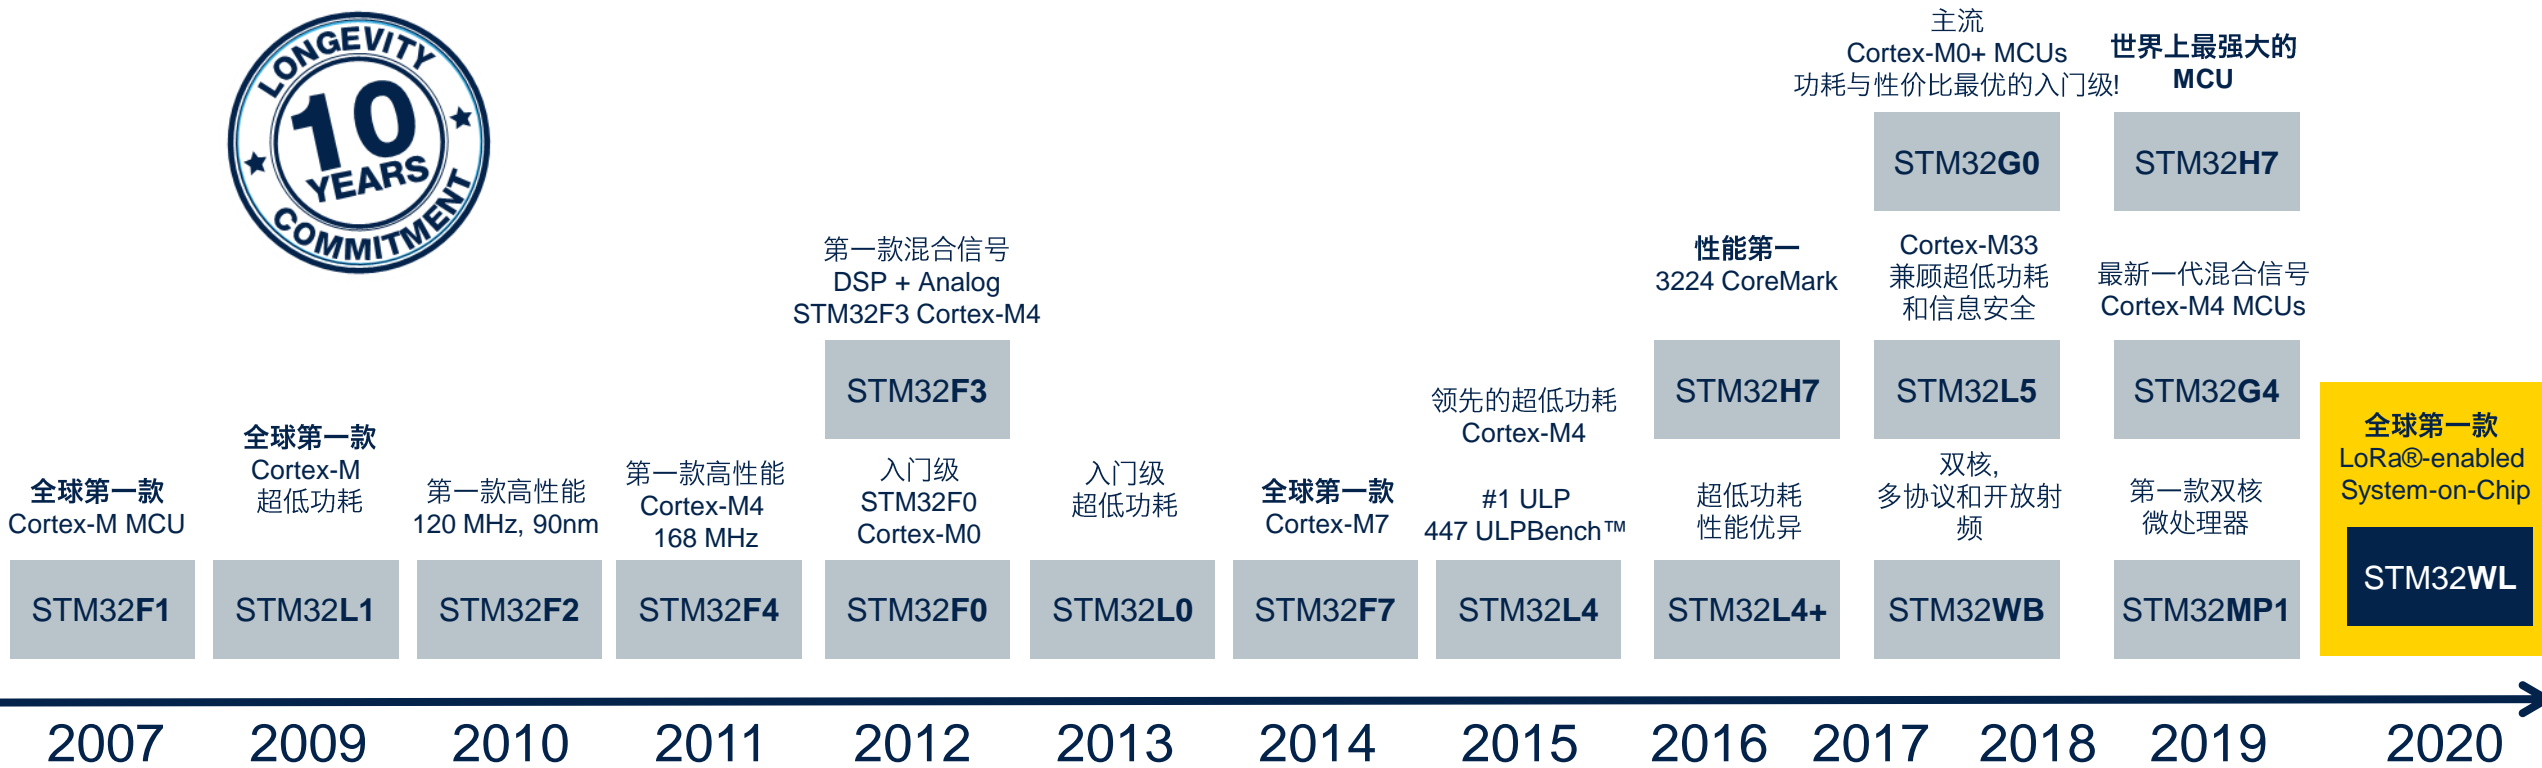 LONGEVITY
10
YEARS
COMMITMENT
主流
Cortex-M0+ MCUs
功耗与性价比最优的入门级!
STM32G0
世界上最强大的
MCU
STM32H7
第一款混合信号
DSP + Analog
STM32F3 Cortex-M4
STM32F3
性能第一
3224 CoreMark
STM32H7
Cortex-M33
兼顾超低功耗
和信息安全
STM32L5
最新一代混合信号
Cortex-M4 MCUs
STM32G4
全球第一款
Cortex-M MCU
STM32F1
全球第一款
Cortex-M
超低功耗
STM32L1
第一款高性能
120 MHz, 90nm
STM32F2
第一款高性能
Cortex-M4
168 MHz
STM32F4
入门级
STM32F0
Cortex-M0
STM32F0
入门级
超低功耗
STM32L0
全球第一款
Cortex-M7
STM32F7
领先的超低功耗
Cortex-M4
#1 ULP
447 ULPBench™
STM32L4
超低功耗
性能优异
STM32L4+
双核,
多协议和开放射
频
STM32WB
第一款双核
微处理器
STM32MP1
全球第一款
LoRa®-enabled
System-on-Chip
STM32WL
2007
2009
2010
2011
2012
2013
2014
2015
2016
2017
2018
2019
2020